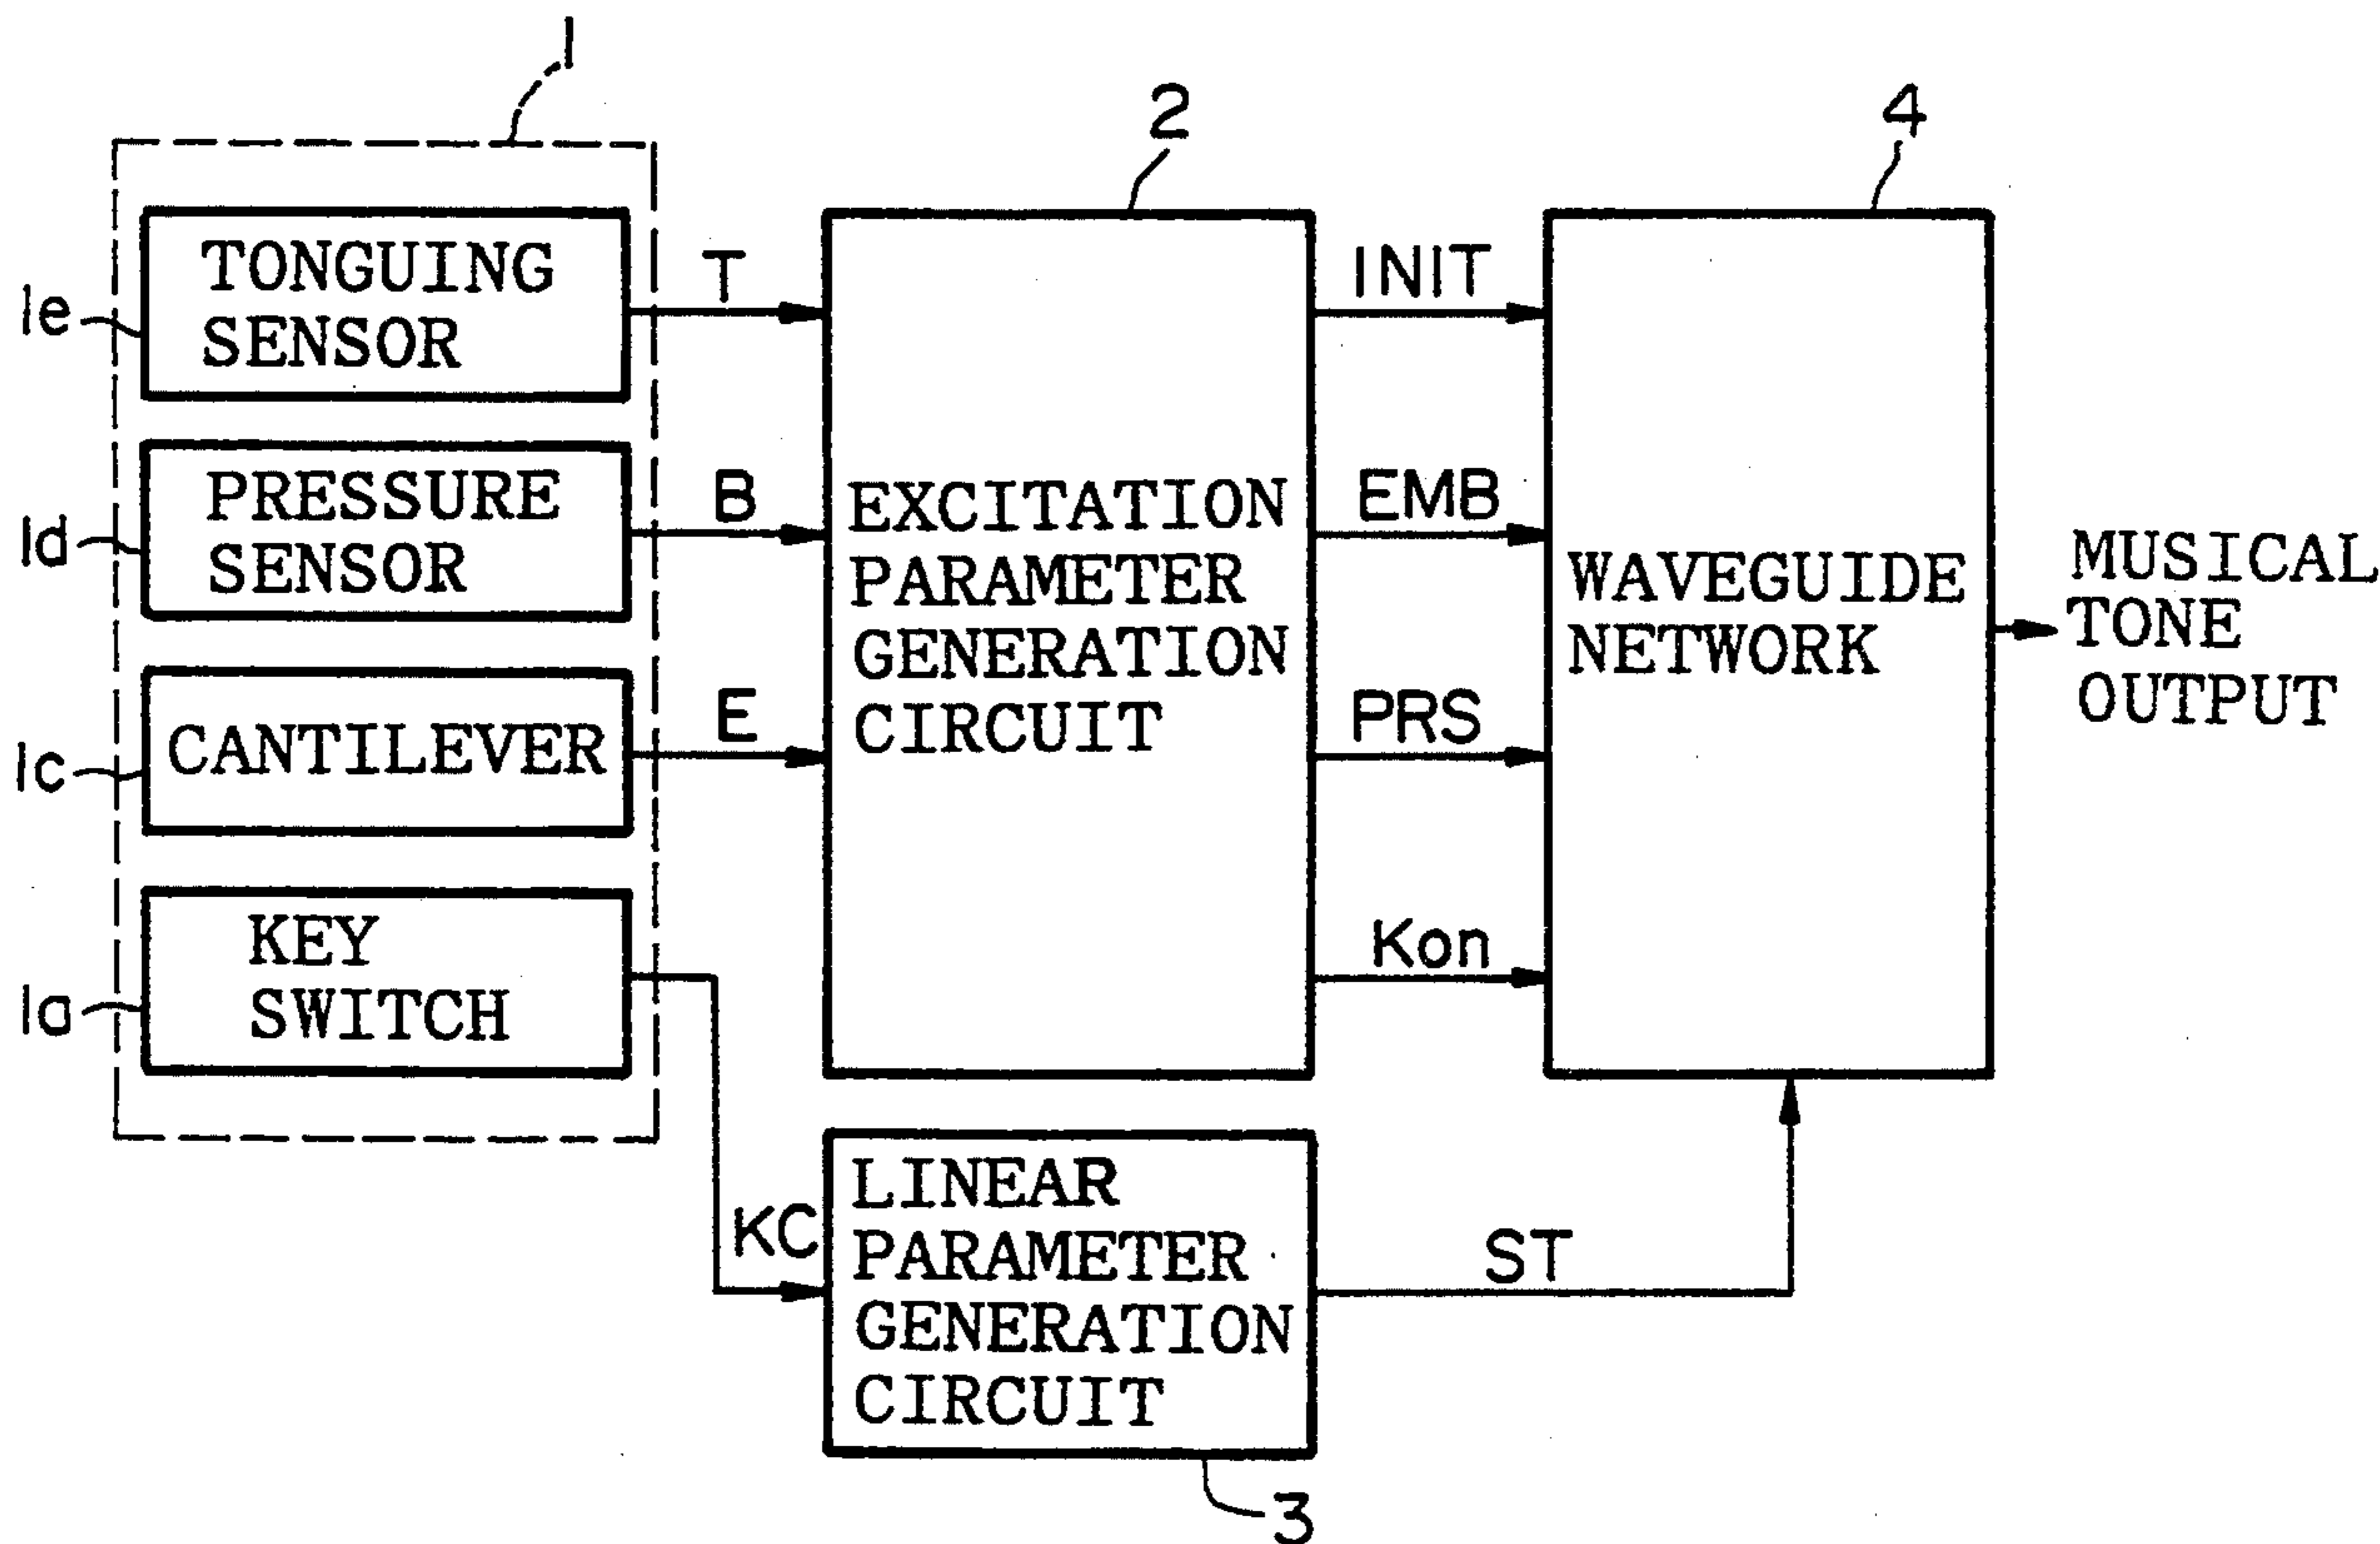 1
2
4
TONGUING
SENSOR
1e
T
INIT
PRESSURE
SENSOR
1d
B
EXCITATION
PARAMETER
GENERATION
CIRCUIT
EMB
WAVEGUIDE
NETWORK
MUSICAL
TONE
OUTPUT
CANTILEVER
1c
E
PRS
KEY
SWITCH
1a
Kon
KC
LINEAR
PARAMETER
GENERATION
CIRCUIT
ST
3